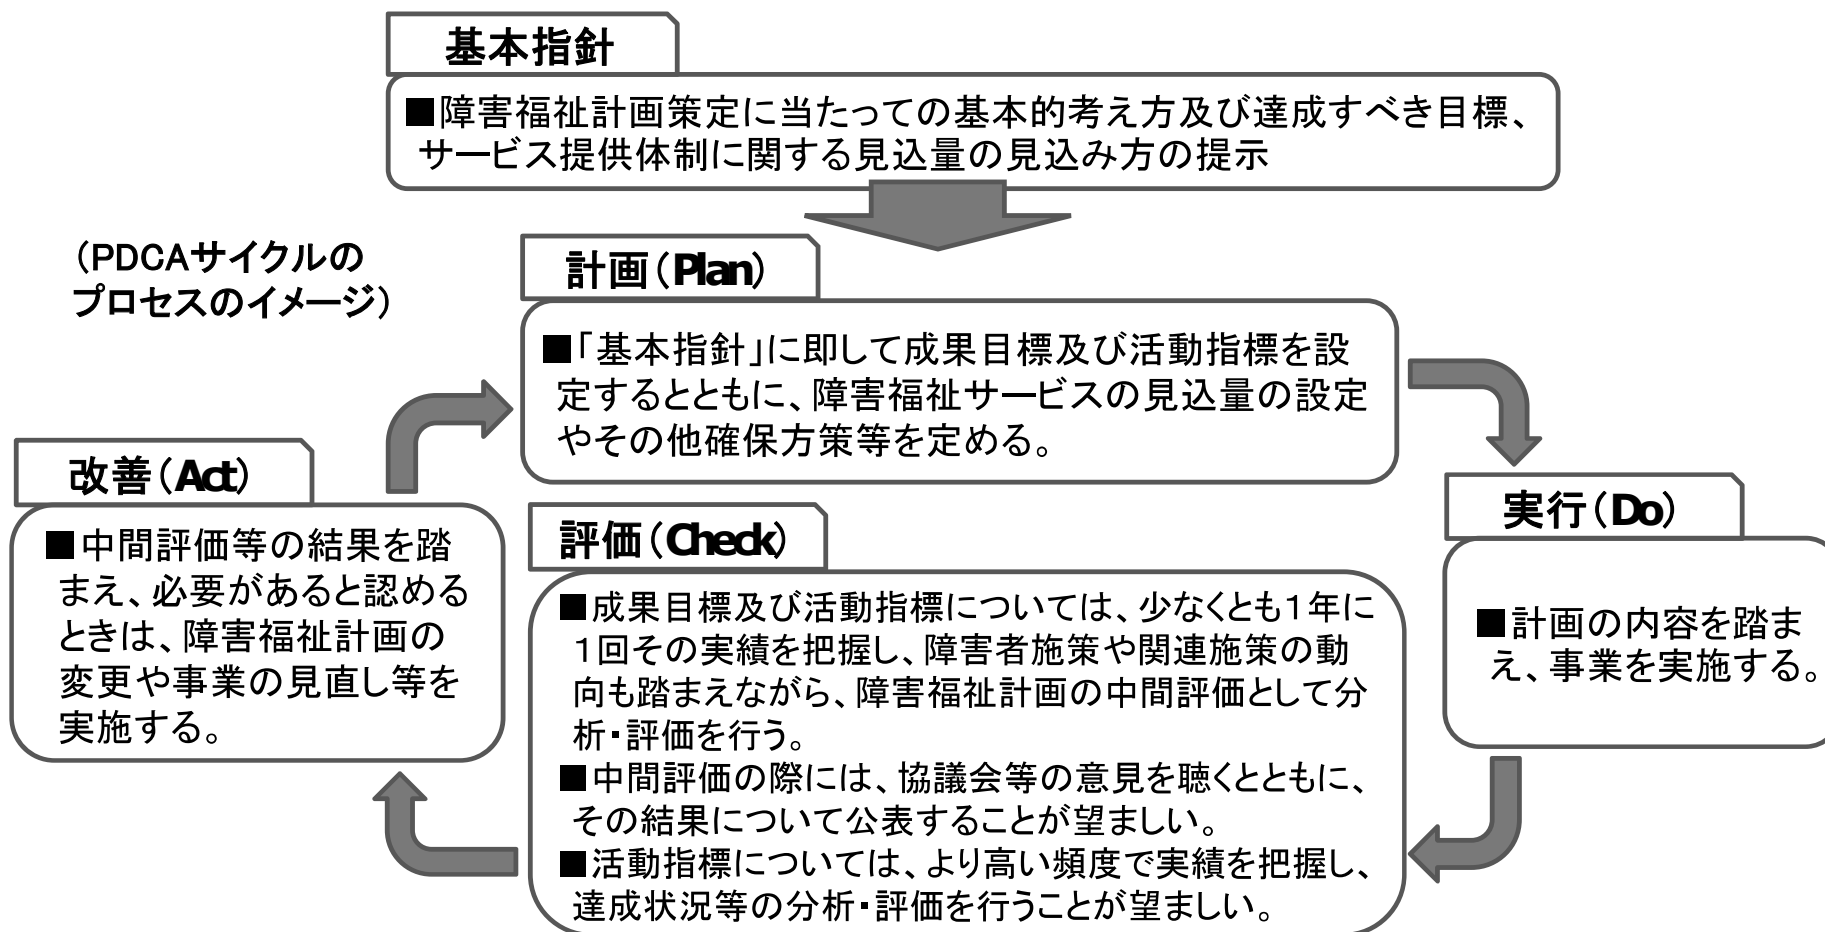 基本指針
■障害福祉計画策定に当たっての基本的考え方及び達成すべき目標、
サービス提供体制に関する見込量の見込み方の提示
（PDCAサイクルの
プロセスのイメージ）
計画（Plan）
■「基本指針」に即して成果目標及び活動指標を設
定するとともに、障害福祉サービスの見込量の設定
やその他確保方策等を定める。
実行（Do）
■計画の内容を踏ま
え、事業を実施する。
評価（Check）
■成果目標及び活動指標については、少なくとも１年に
１回その実績を把握し、障害者施策や関連施策の動
向も踏まえながら、障害福祉計画の中間評価として分
析・評価を行う。
■中間評価の際には、協議会等の意見を聴くとともに、
その結果について公表することが望ましい。
■活動指標については、より高い頻度で実績を把握し、
達成状況等の分析・評価を行うことが望ましい。
改善（Act）
■中間評価等の結果を踏
まえ、必要があると認める
ときは、障害福祉計画の
変更や事業の見直し等を
実施する。